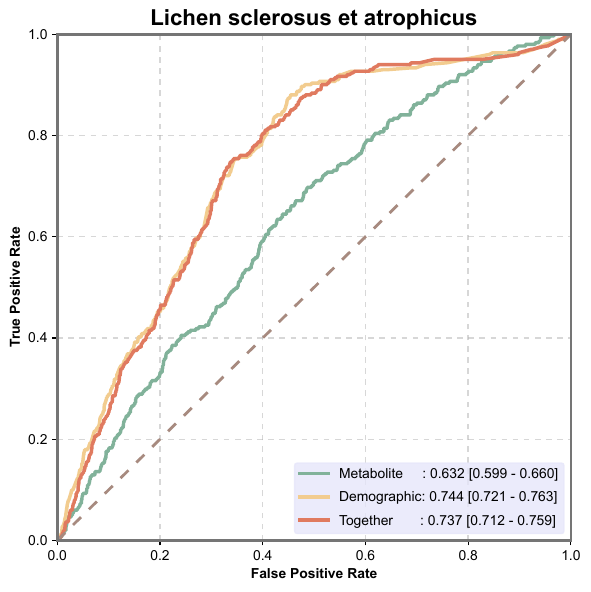 Lichen sclerosus et atrophicus
True Positive Rate
1.0
0.8
0.6
0.4
0.2
0.0
Metabolite : 0.632 [0.599 - 0.660]
Demographic: 0.744 [0.721 - 0.763]
Together : 0.737 [0.712 - 0.759]
0.0 0.2 0.4 0.6 0.8 1.0
False Positive Rate